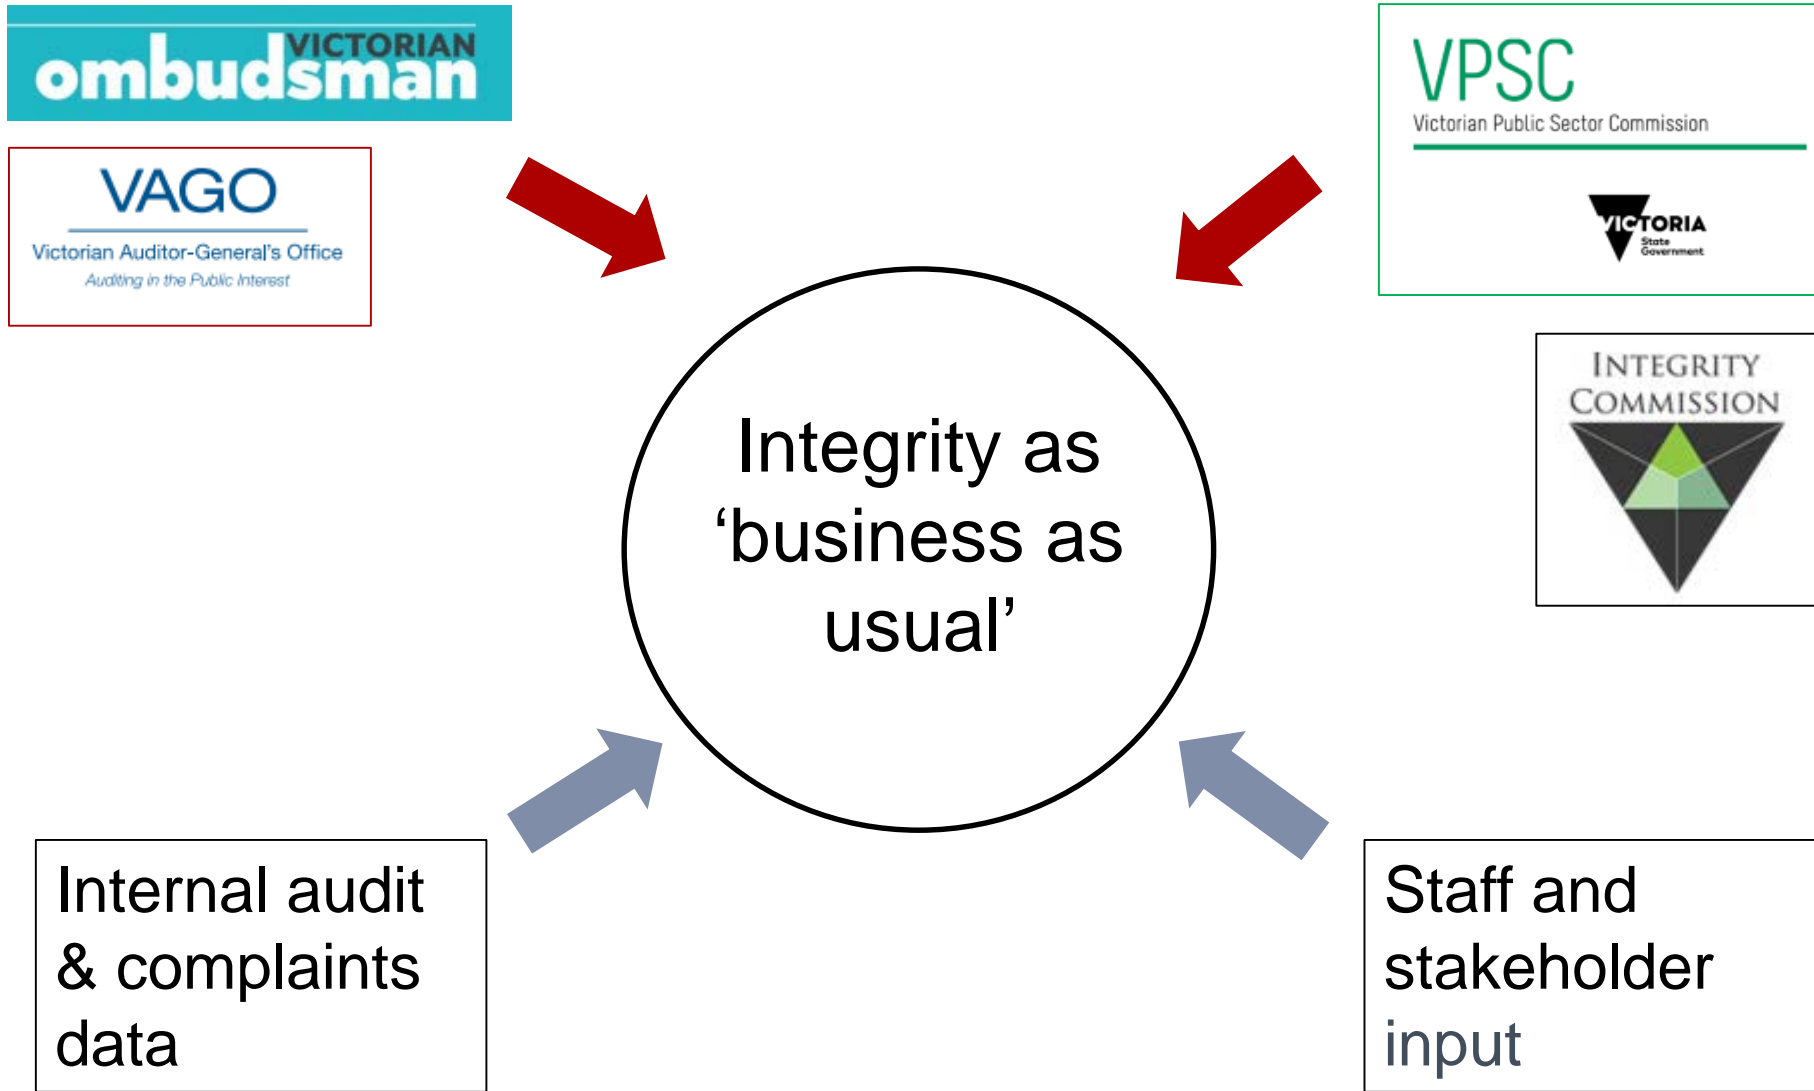 VICTORIAN
ombudsman
VAGO
Victorian Auditor-General's Office
Auditing in the Public Interest
VPSC
Victorian Public Sector Commission
VICTORIA
State
Government
INTEGRITY
COMMISSION
Integrity as
‘business as
usual’
Internal audit
& complaints
data
Staff and
stakeholder
input